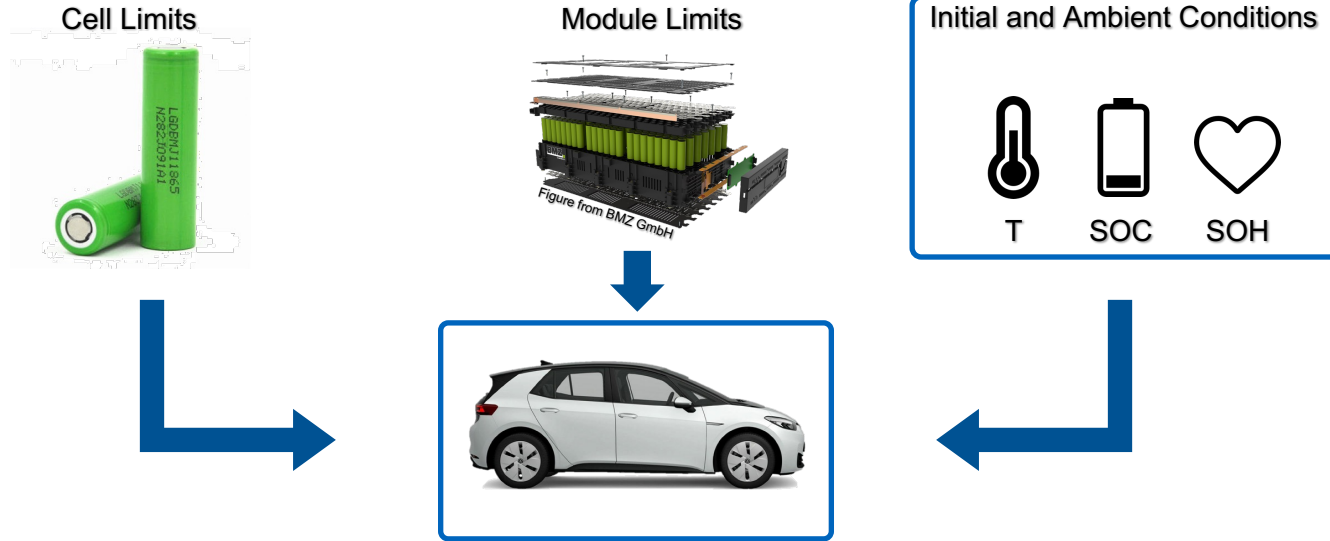 Cell Limits
Module Limits
Initial and Ambient Conditions
LGDBMJ11865
N282J091A1
Figure from BMZ GmbH
T
SOC
SOH